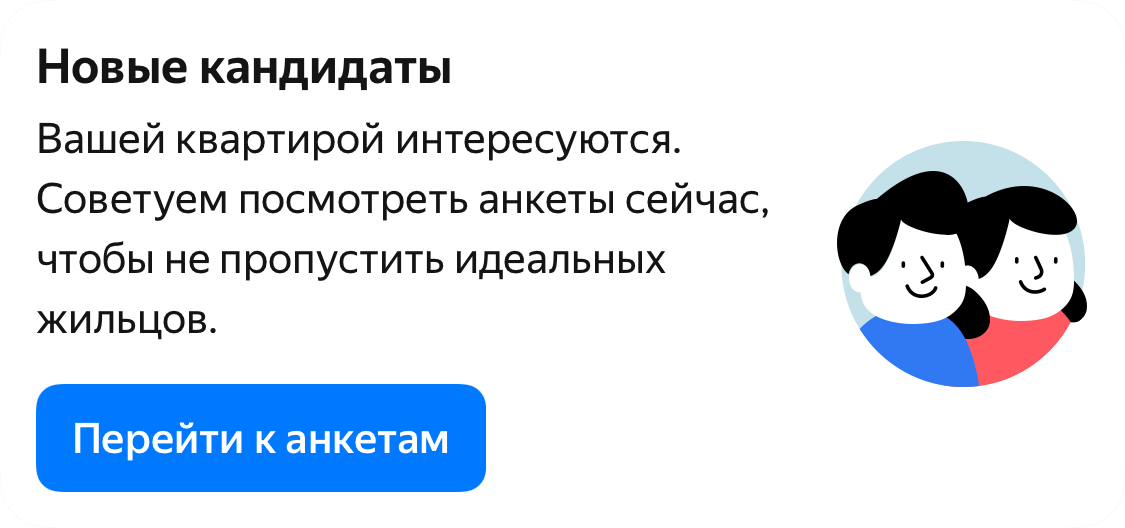 Новые кандидаты
Вашей квартирой интересуются.
Советуем посмотреть анкеты сейчас,
чтобы не пропустить идеальных
жильцов.
Перейти к анкетам